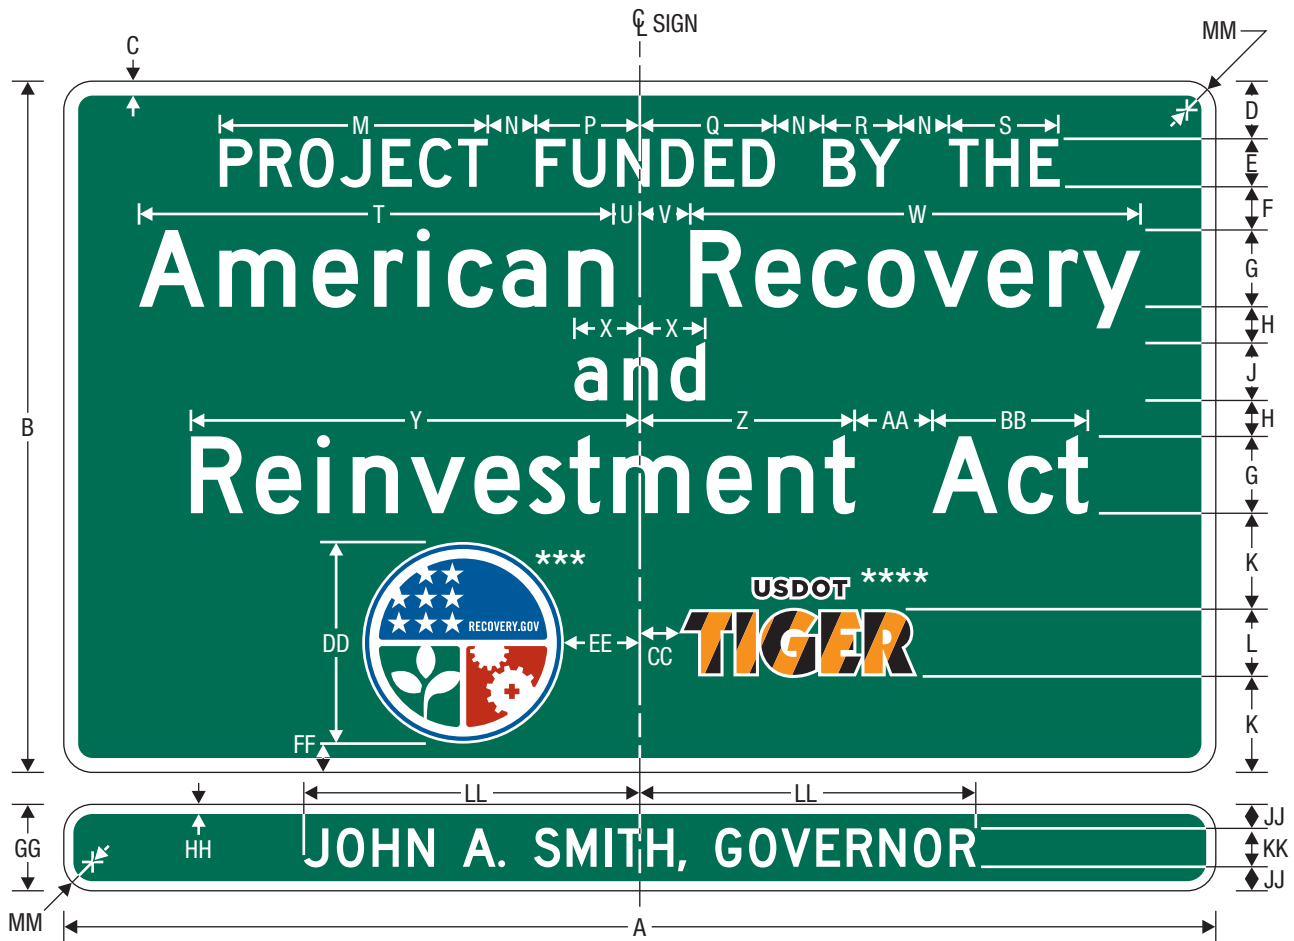 ℄ SIGN
MM
C
D
M N P Q N R N S
PROJECT FUNDED BY THE
E
T U V W
F
American Recovery
G
X X
H
and
J
B
Y Z AA BB
H
Reinvestment Act
G
***
****
K
USDOT
TIGER
RECOVERY.GOV
DD
EE
CC
L
FF
K
LL LL
GG
HH
JOHN A. SMITH, GOVERNOR
JJ
KK
JJ
MM
A